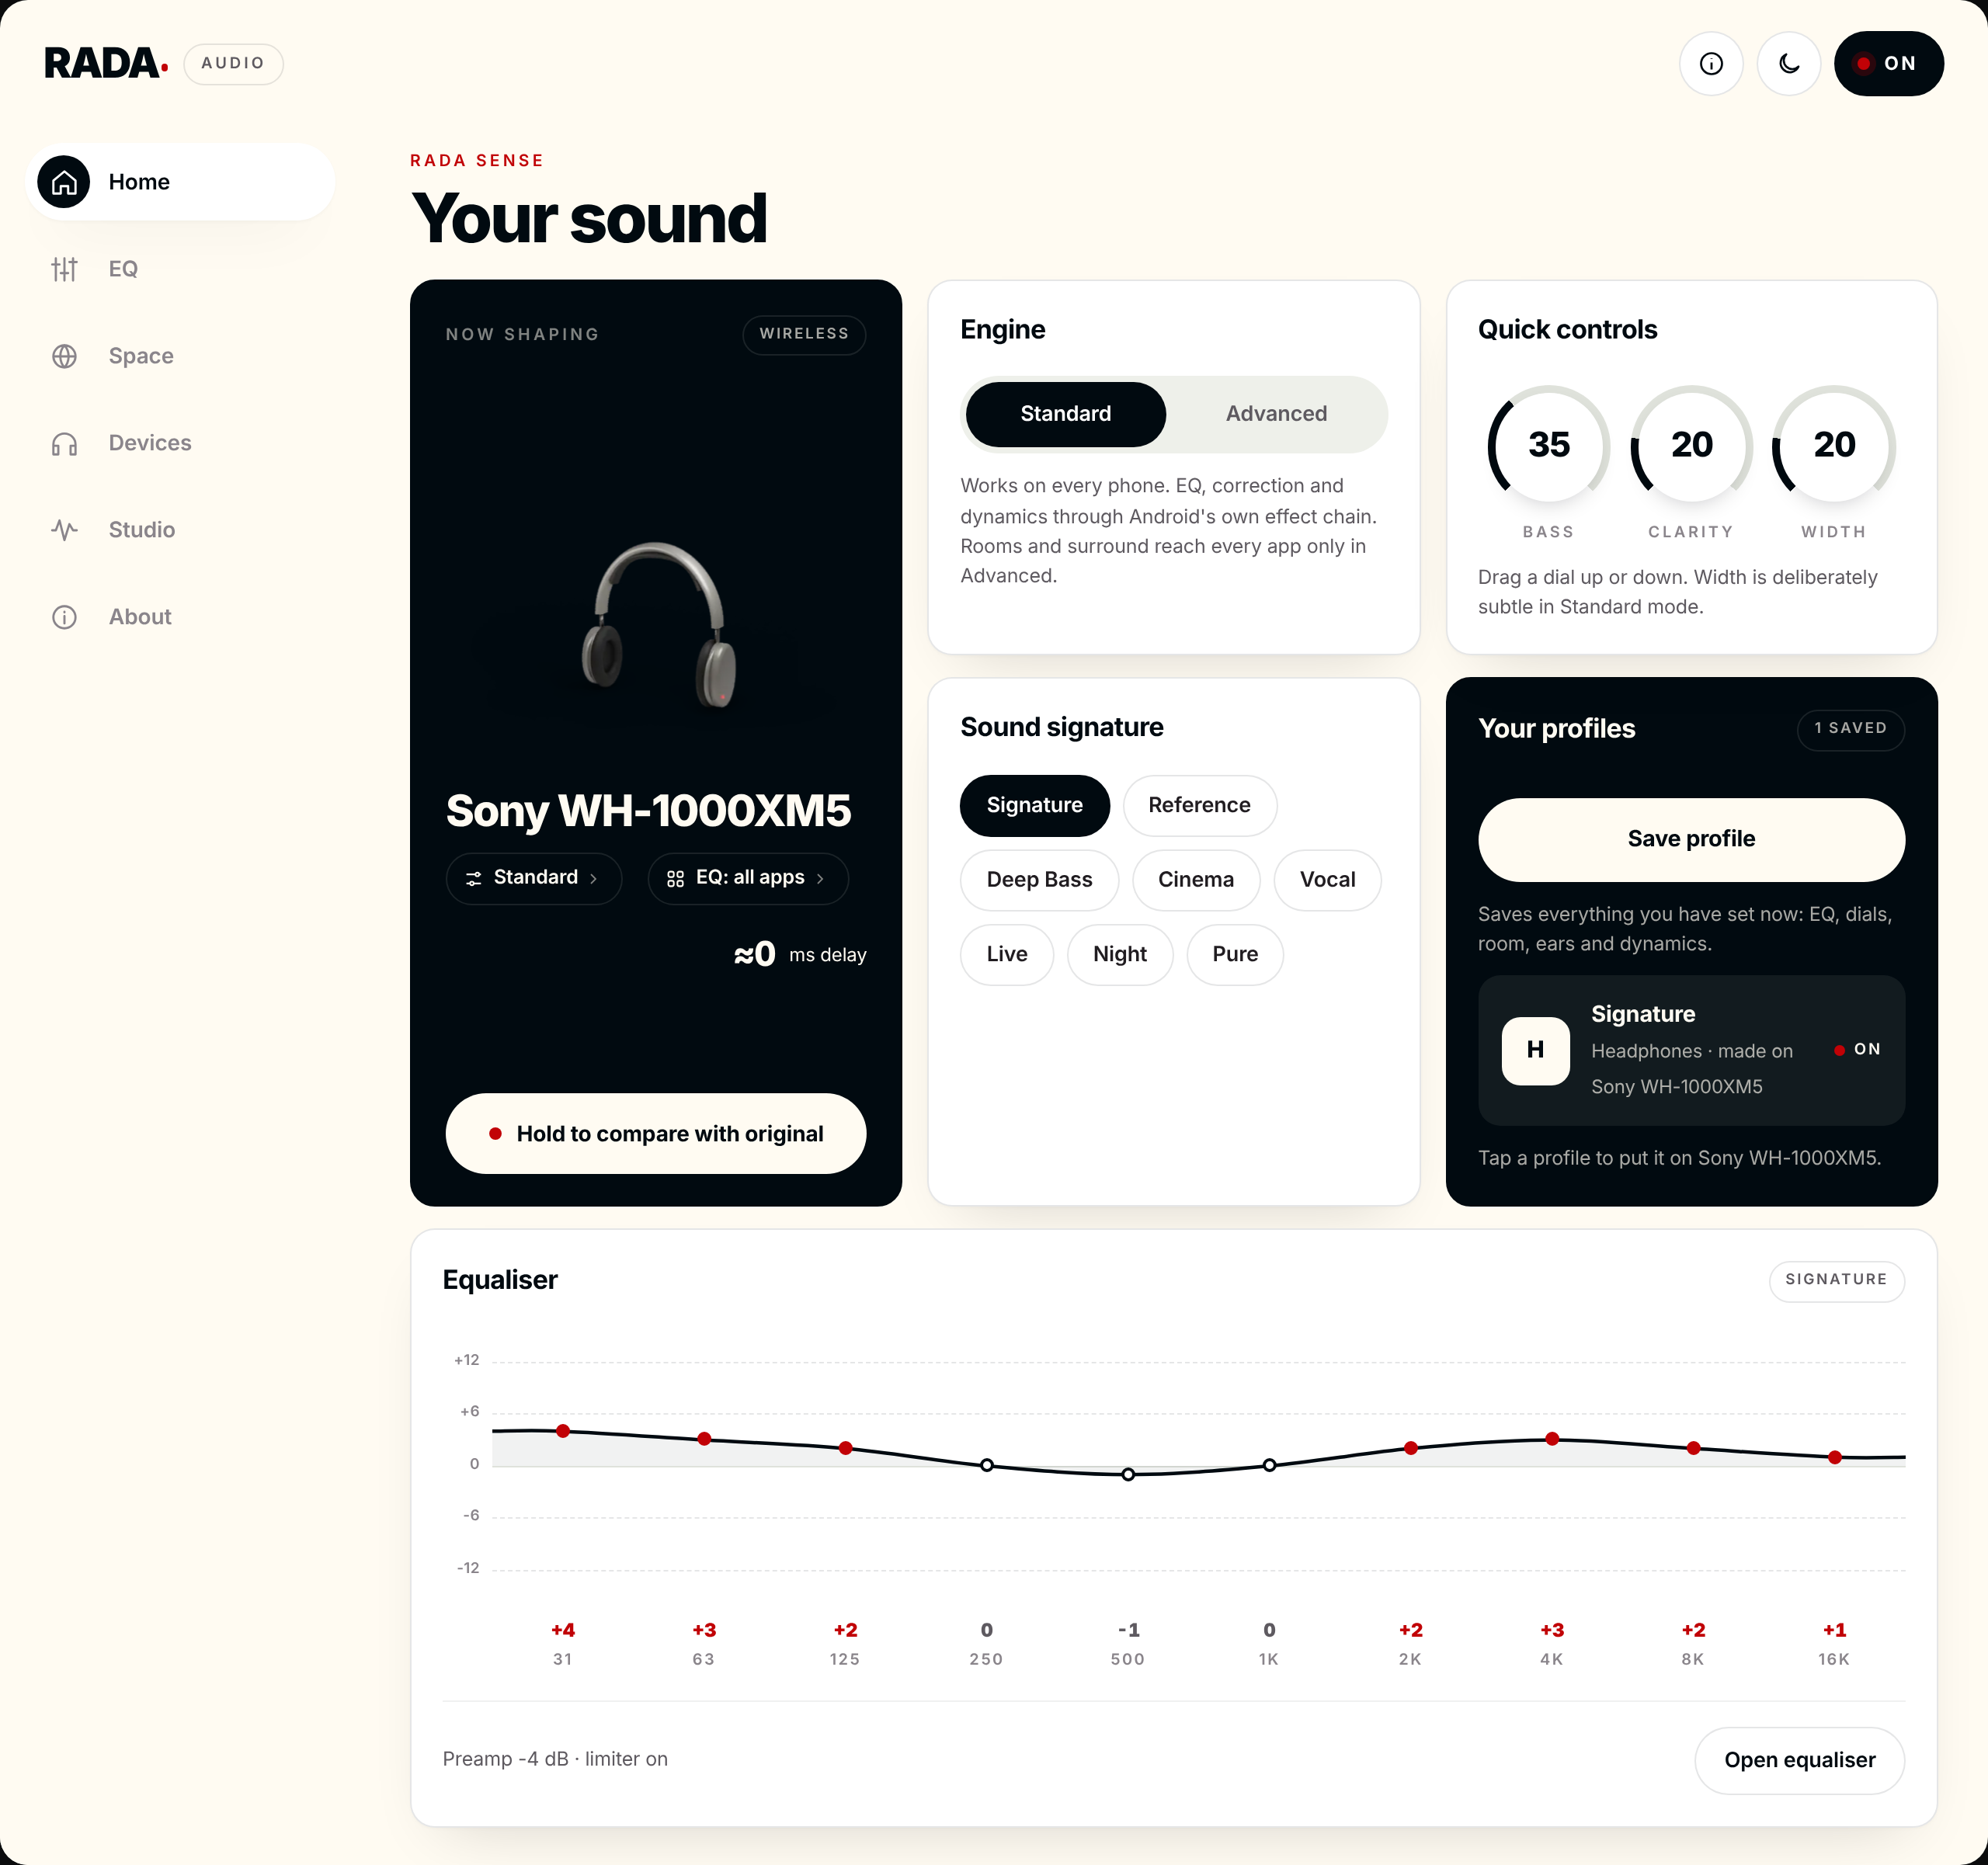 RADA.
AUDIO
ON
Home
EQ
Space
Devices
Studio
About
RADA SENSE
Your sound
NOW SHAPING
WIRELESS
Sony WH-1000XM5
Standard
EQ: all apps
≈0 ms delay
Hold to compare with original
Engine
Standard
Advanced
Works on every phone. EQ, correction and
dynamics through Android's own effect chain.
Rooms and surround reach every app only in
Advanced.
Quick controls
35 20 20
BASS CLARITY WIDTH
Drag a dial up or down. Width is deliberately
subtle in Standard mode.
Sound signature
Signature Reference
Deep Bass Cinema Vocal
Live Night Pure
Your profiles
1 SAVED
Save profile
Saves everything you have set now: EQ, dials,
room, ears and dynamics.
H
Signature
Headphones · made on
Sony WH-1000XM5
ON
Tap a profile to put it on Sony WH-1000XM5.
Equaliser
SIGNATURE
+12
+6
0
-6
-12
+4 +3 +2 0 -1 0 +2 +3 +2 +1
31 63 125 250 500 1K 2K 4K 8K 16K
Preamp -4 dB · limiter on
Open equaliser